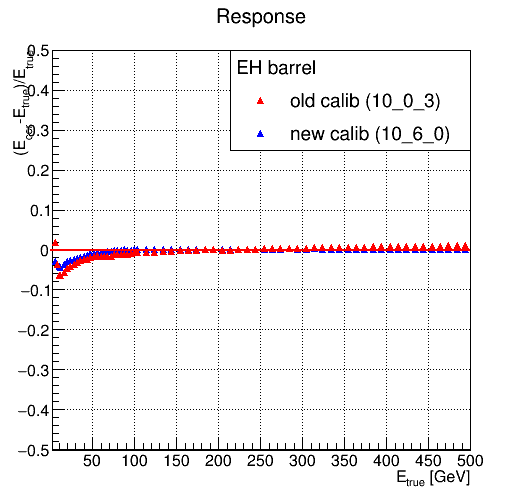 Response
(E_cor-E_true)/E_true
0.5
0.4
0.3
0.2
0.1
0
−0.1
−0.2
−0.3
−0.4
−0.5
EH barrel
old calib (10_0_3)
new calib (10_6_0)
50 100 150 200 250 300 350 400 450 500
E_true [GeV]